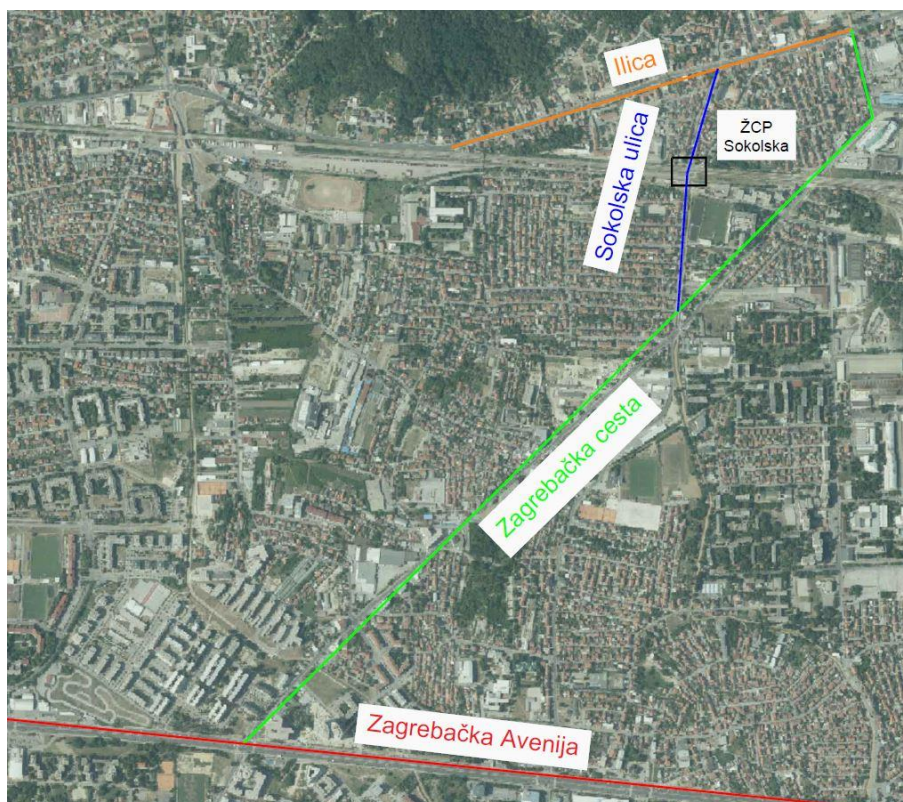 Ilica
Sokolska ulica
ŽCP
Sokolska
Zagrebačka cesta
Zagrebačka Avenija